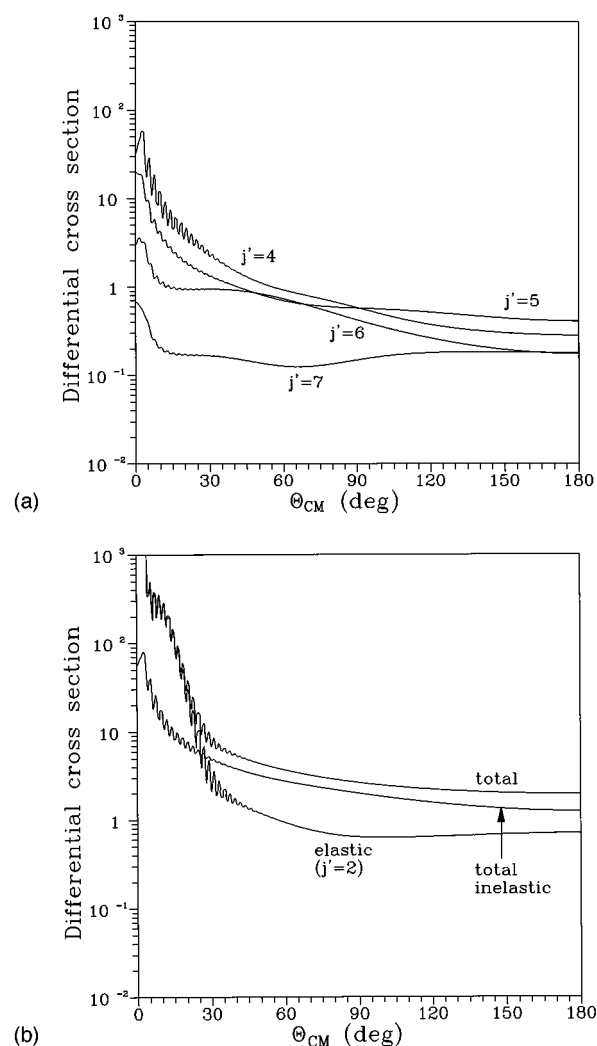 10³
10²
10
1
10⁻¹
10⁻²
Differential cross section
j'=4
j'=5
j'=6
j'=7
0 30 60 90 120 150 180
Θ_CM (deg)
(a)
10³
10²
10
1
10⁻¹
10⁻²
Differential cross section
total
elastic
(j'=2)
total
inelastic
0 30 60 90 120 150 180
Θ_CM (deg)
(b)